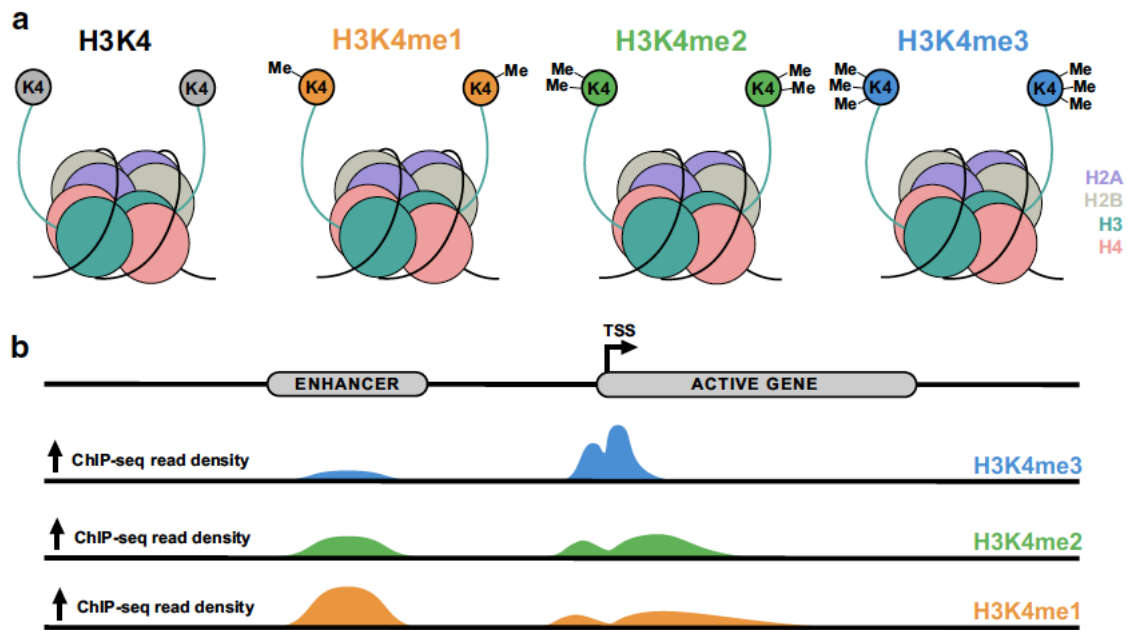 a
H3K4
H3K4me1
H3K4me2
H3K4me3
K4
K4
Me
K4
K4
Me
Me
Me
K4
K4
Me
Me
Me
Me
Me
K4
K4
Me
Me
Me
H2A
H2B
H3
H4
b
TSS
ENHANCER
ACTIVE GENE
ChIP-seq read density
H3K4me3
ChIP-seq read density
H3K4me2
ChIP-seq read density
H3K4me1